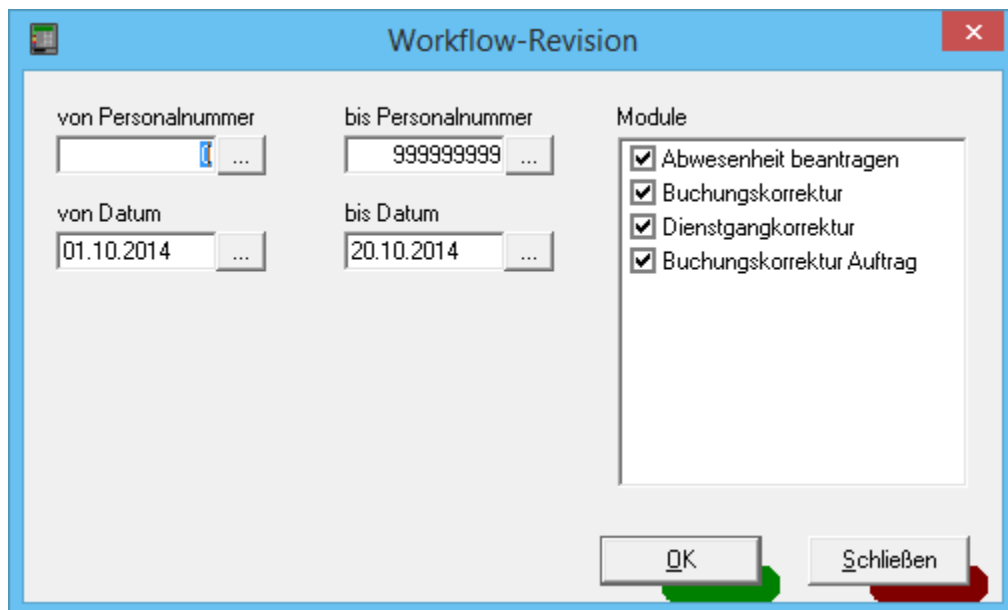 Workflow-Revision
von Personalnummer
bis Personalnummer
Module
0
...
999999999
...
Abwesenheit beantragen
Buchungskorrektur
von Datum
bis Datum
Dienstgangkorrektur
01.10.2014
...
20.10.2014
...
Buchungskorrektur Auftrag
OK
Schließen